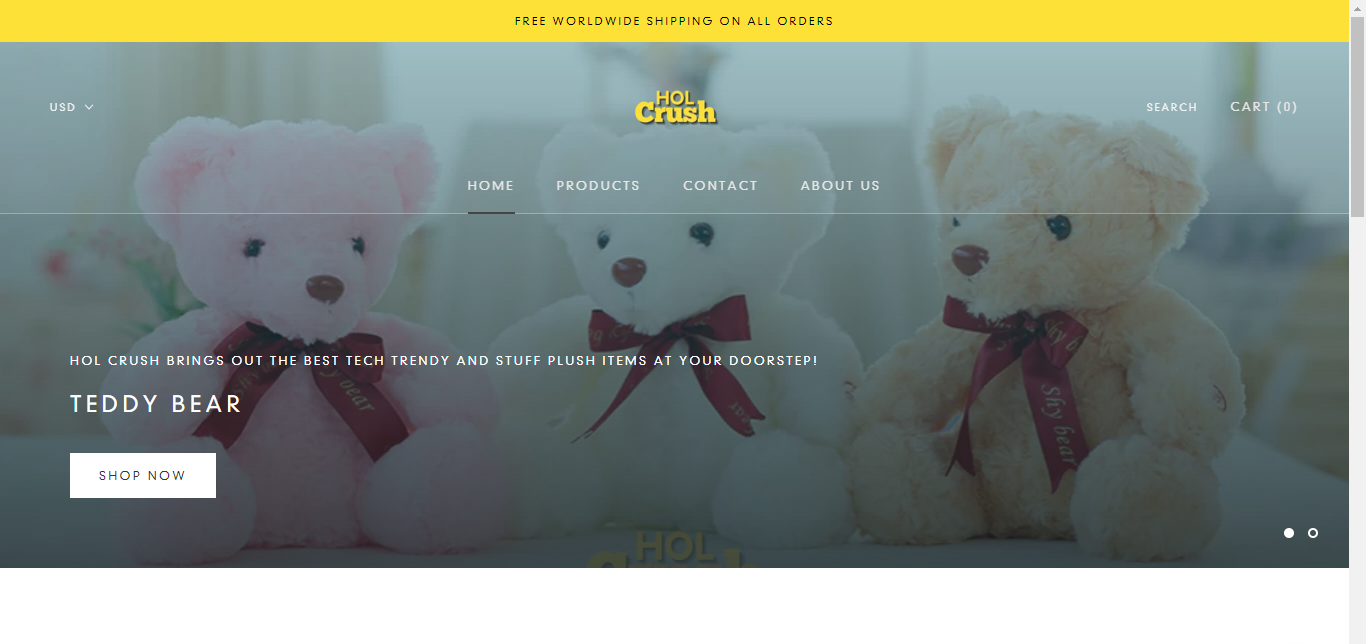 FREE WORLDWIDE SHIPPING ON ALL ORDERS
USD
HOL
Crush
SEARCH
CART (0)
HOME
PRODUCTS
CONTACT
ABOUT US
HOL CRUSH BRINGS OUT THE BEST TECH TRENDY AND STUFF PLUSH ITEMS AT YOUR DOORSTEP!
TEDDY BEAR
Shy bear
SHOP NOW
HOL